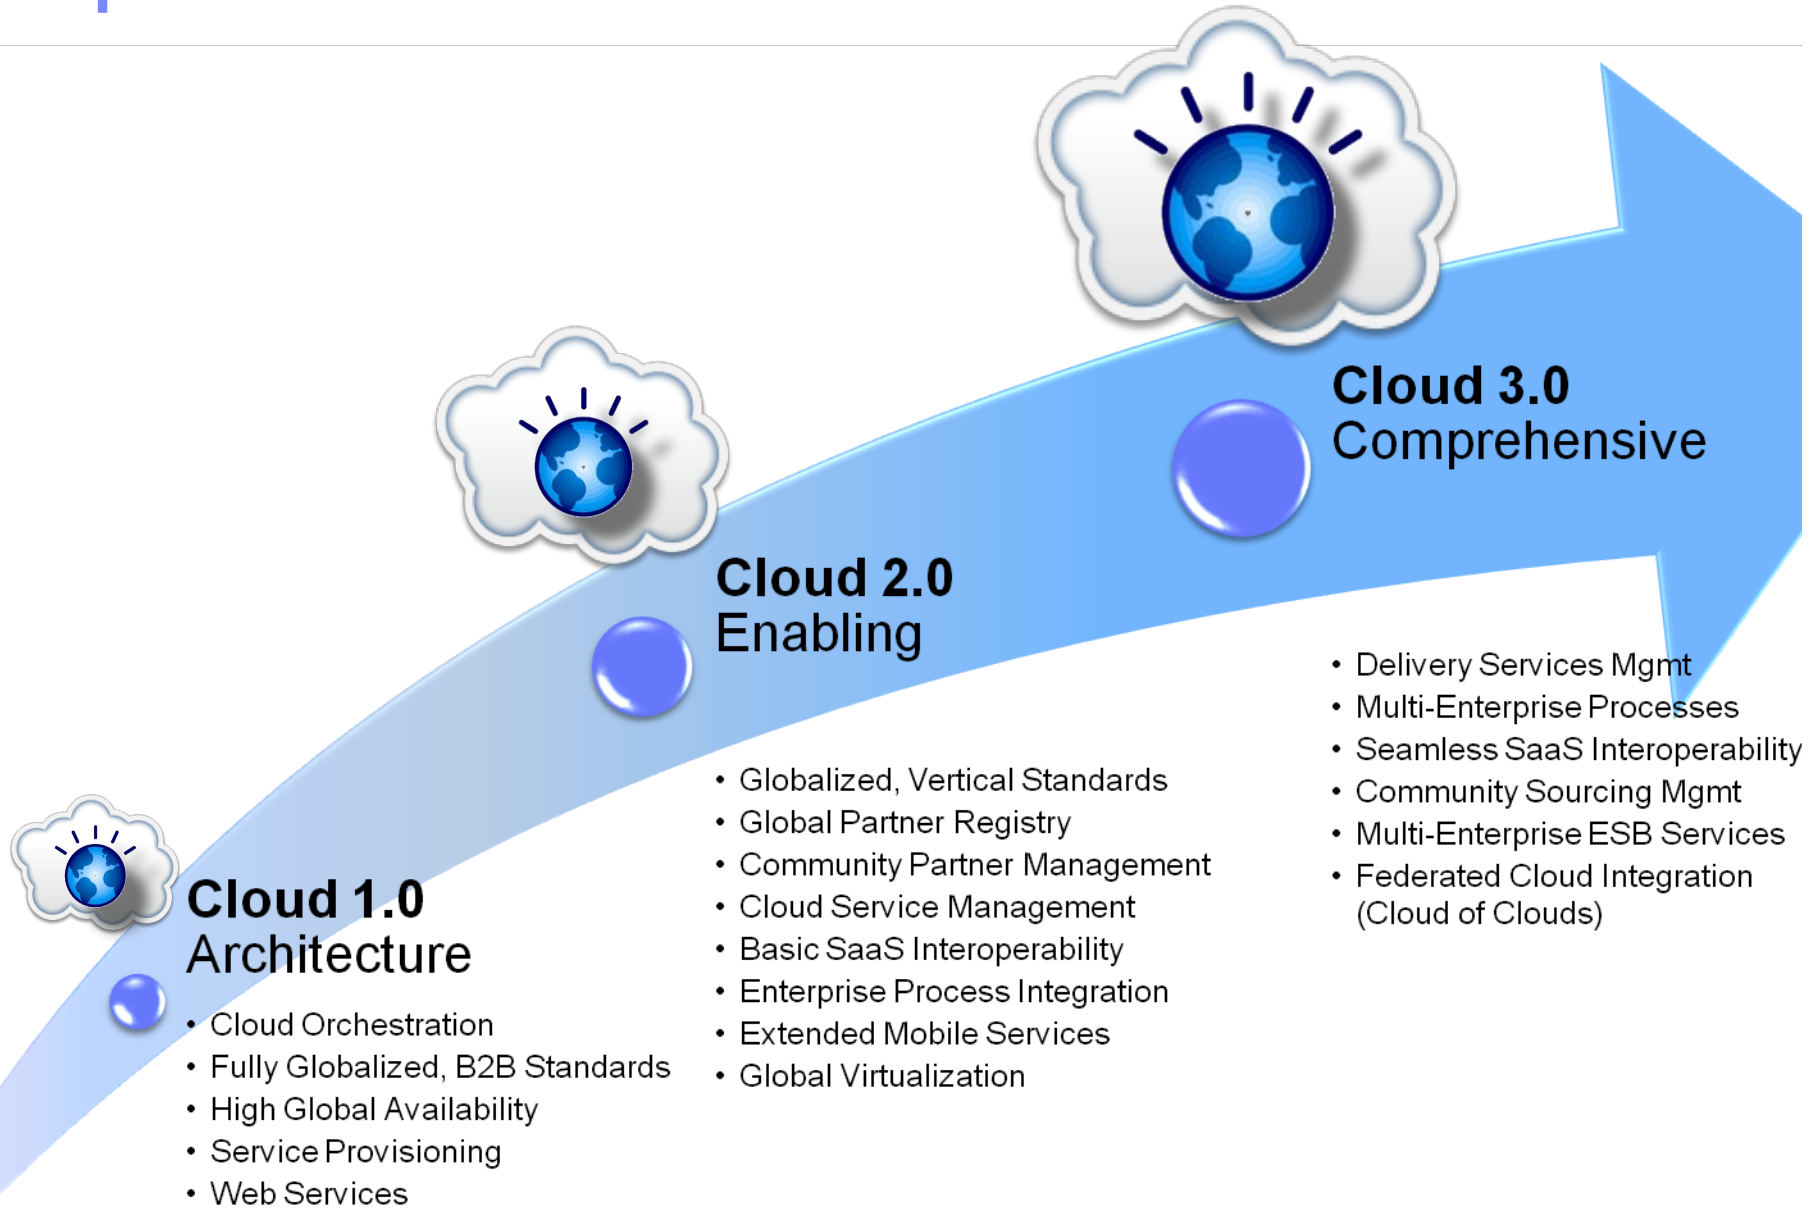 Cloud 3.0
Comprehensive
• Delivery Services Mgmt
• Multi-Enterprise Processes
• Seamless SaaS Interoperability
• Community Sourcing Mgmt
• Multi-Enterprise ESB Services
• Federated Cloud Integration
(Cloud of Clouds)
Cloud 2.0
Enabling
• Globalized, Vertical Standards
• Global Partner Registry
• Community Partner Management
• Cloud Service Management
• Basic SaaS Interoperability
• Enterprise Process Integration
• Extended Mobile Services
• Global Virtualization
Cloud 1.0
Architecture
• Cloud Orchestration
• Fully Globalized, B2B Standards
• High Global Availability
• Service Provisioning
• Web Services